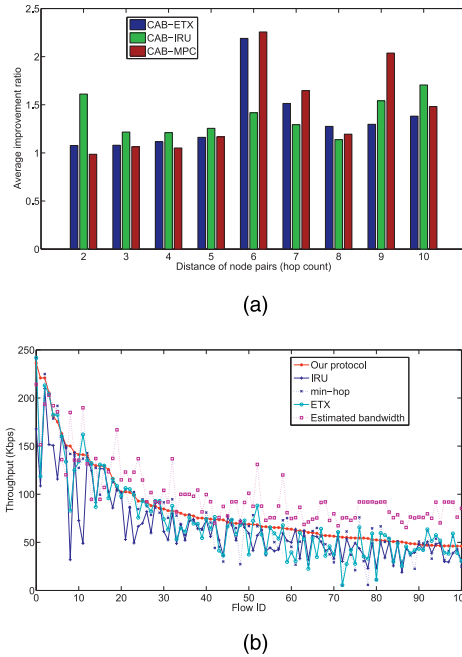 2.5
2
1.5
1
0.5
0
Average improvement ratio
CAB-ETX
CAB-IRU
CAB-MPC
2 3 4 5 6 7 8 9 10
Distance of node pairs (hop count)
(a)
250
200
150
100
50
0
Throughput (Kbps)
Our protocol
IRU
min-hop
ETX
Estimated bandwidth
0 10 20 30 40 50 60 70 80 90 100
Flow ID
(b)